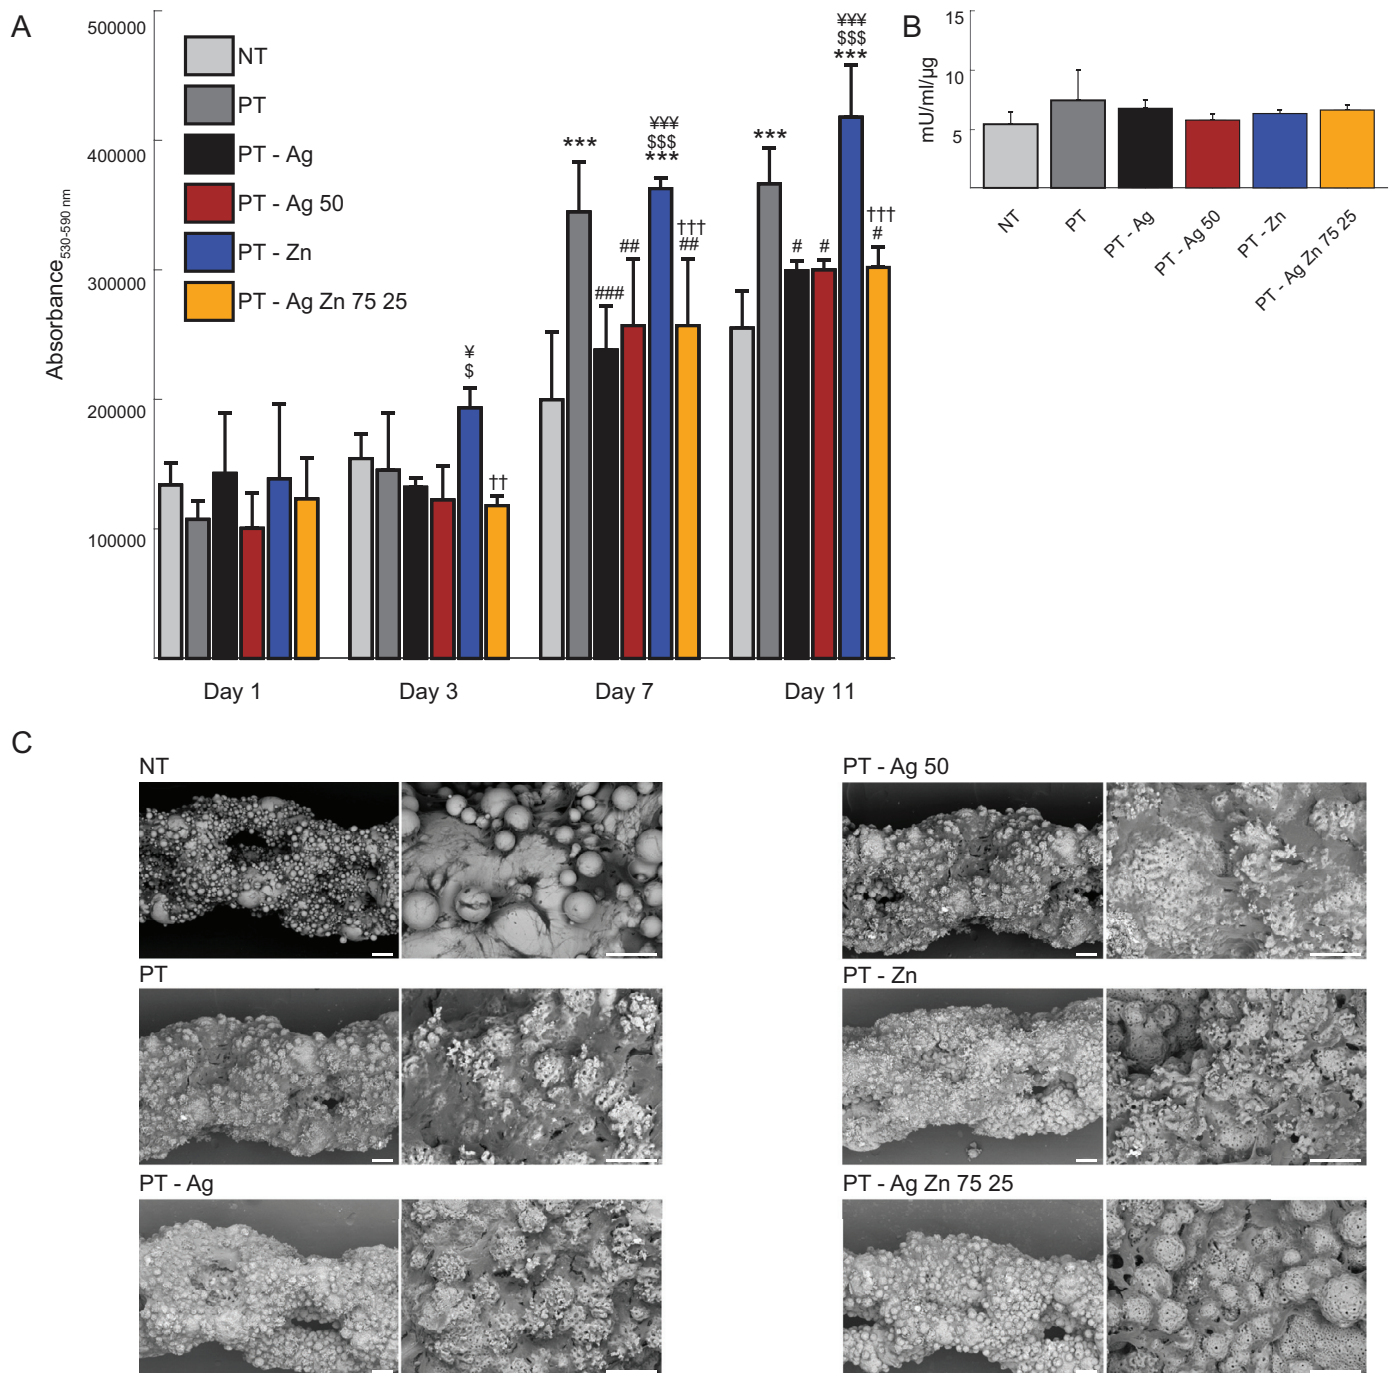 A
500000
400000
300000
200000
100000
Absorbance530-590 nm
NT
PT
PT - Ag
PT - Ag 50
PT - Zn
PT - Ag Zn 75 25
¥
$
††
***
###
##
¥¥¥
$$$
***
†††
##
***
#
#
¥¥¥
$$$
***
†††
#
Day 1
Day 3
Day 7
Day 11
B
15
10
5
mU/ml/µg
NT
PT
PT - Ag
PT - Ag 50
PT - Zn
PT - Ag Zn 75 25
C
NT
PT - Ag 50
PT
PT - Zn
PT - Ag
PT - Ag Zn 75 25